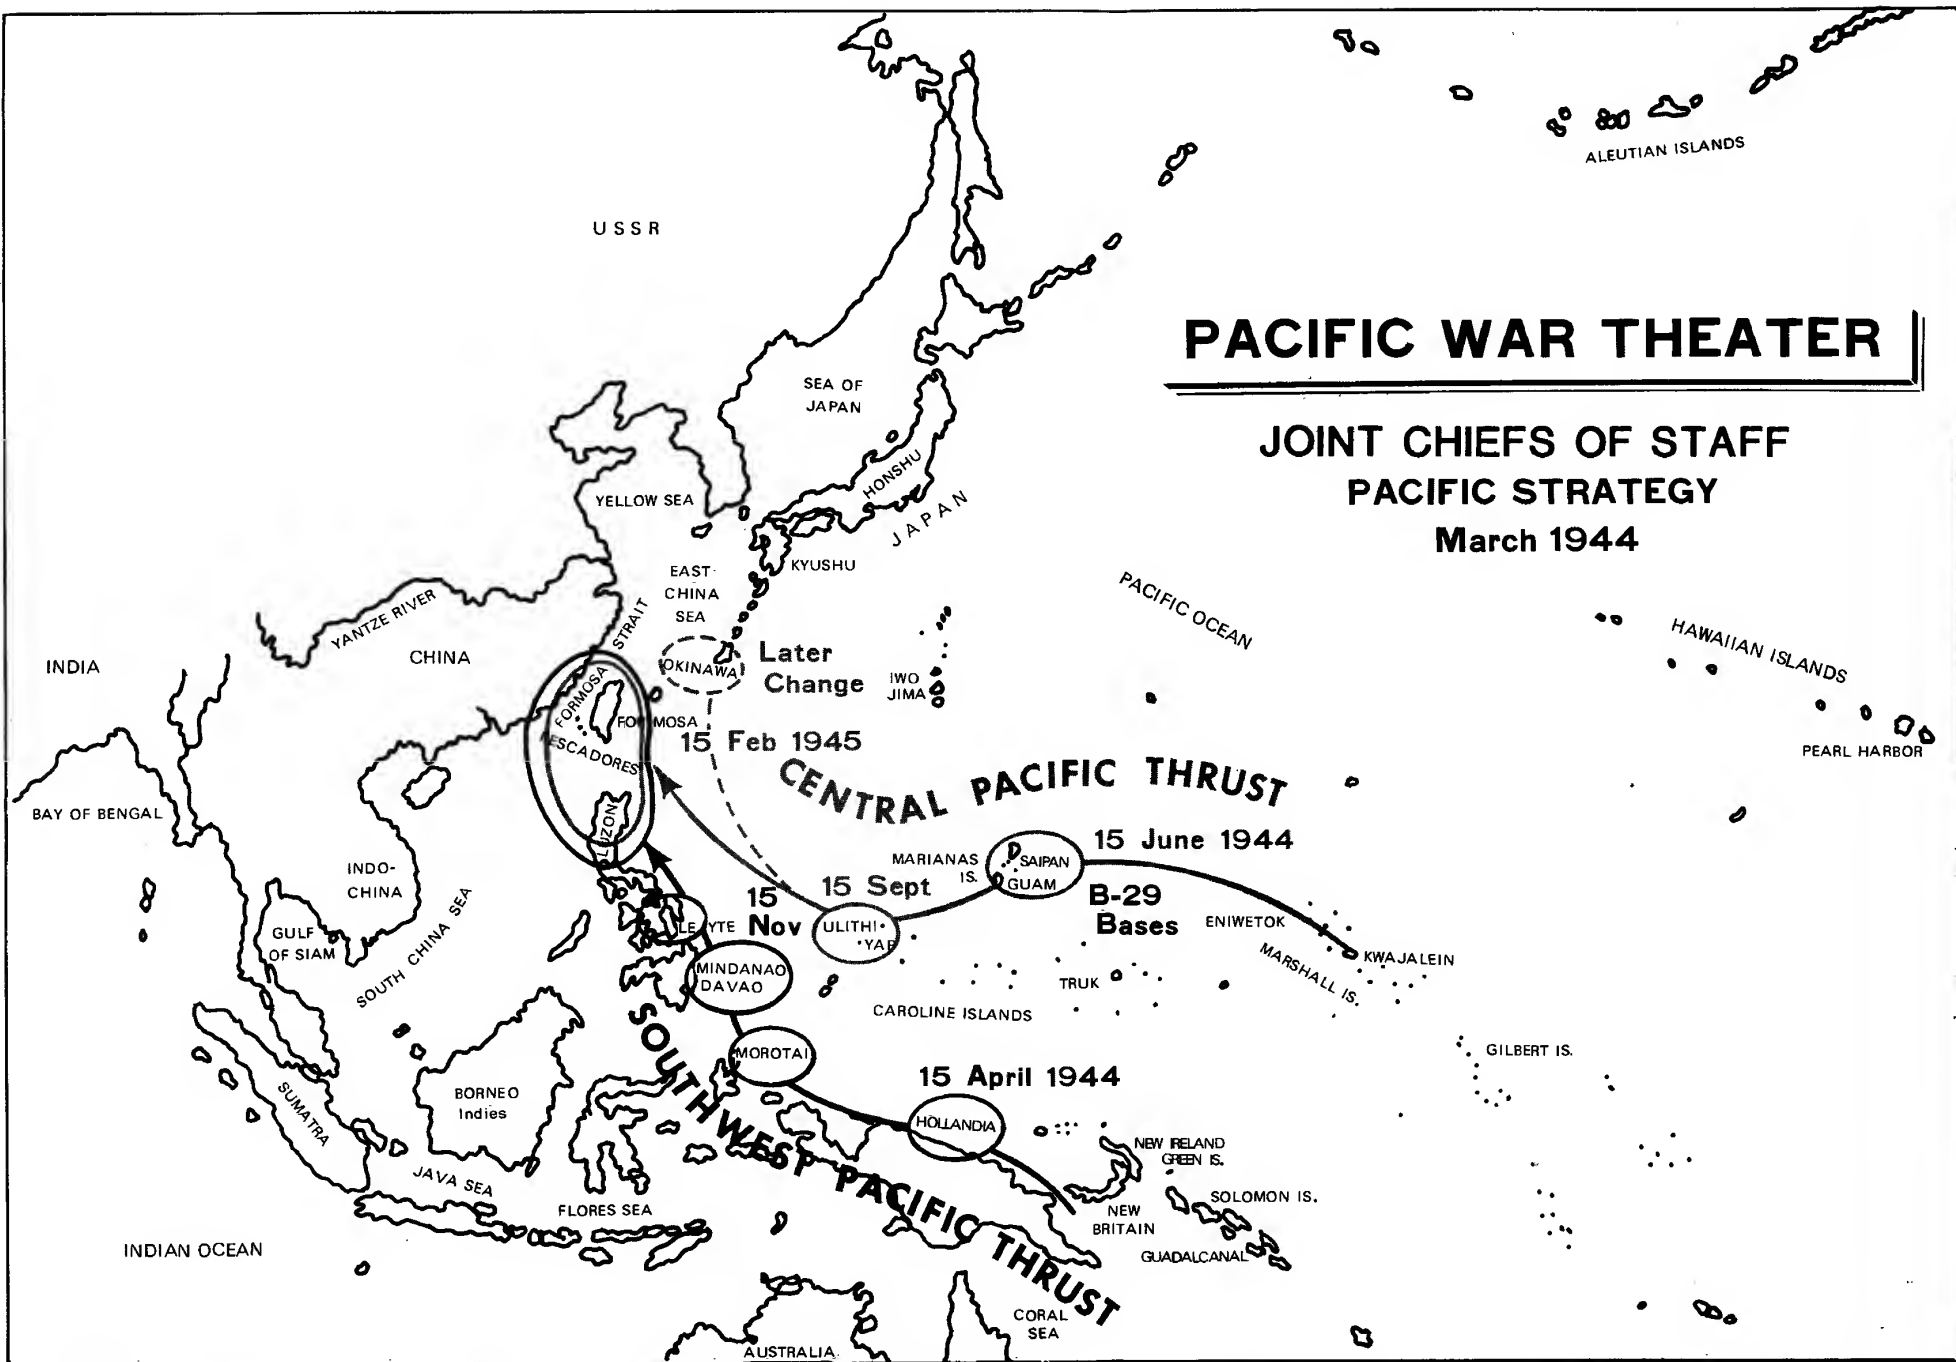 PACIFIC WAR THEATER
JOINT CHIEFS OF STAFF
PACIFIC STRATEGY
March 1944
ALEUTIAN ISLANDS
USSR
SEA OF
JAPAN
HONSHU
JAPAN
YELLOW SEA
KYUSHU
EAST
CHINA
SEA
YANTZE RIVER
CHINA
INDIA
FORMOSA STRAIT
OKINAWA
Later
Change
IWO
JIMA
PACIFIC OCEAN
HAWAIIAN ISLANDS
PEARL HARBOR
FORMOSA
PESCADORES
15 Feb 1945
CENTRAL PACIFIC THRUST
BAY OF BENGAL
LUZON
INDO-
CHINA
GULF
OF SIAM
SOUTH CHINA SEA
MARIANAS
IS.
SAIPAN
GUAM
15 June 1944
B-29
Bases
15 Sept
ULITHI
YAP
15
Nov
LEYTE
MINDANAO
DAVAO
ENIWETOK
KWAJALEIN
MARSHALL IS.
TRUK
CAROLINE ISLANDS
GILBERT IS.
MOROTAI
15 April 1944
HOLLANDIA
SOUTHWEST PACIFIC THRUST
BORNEO
Indies
SUMATRA
JAVA SEA
FLORES SEA
INDIAN OCEAN
NEW IRELAND
GREEN IS.
SOLOMON IS.
NEW
BRITAIN
GUADALCANAL
CORAL
SEA
AUSTRALIA